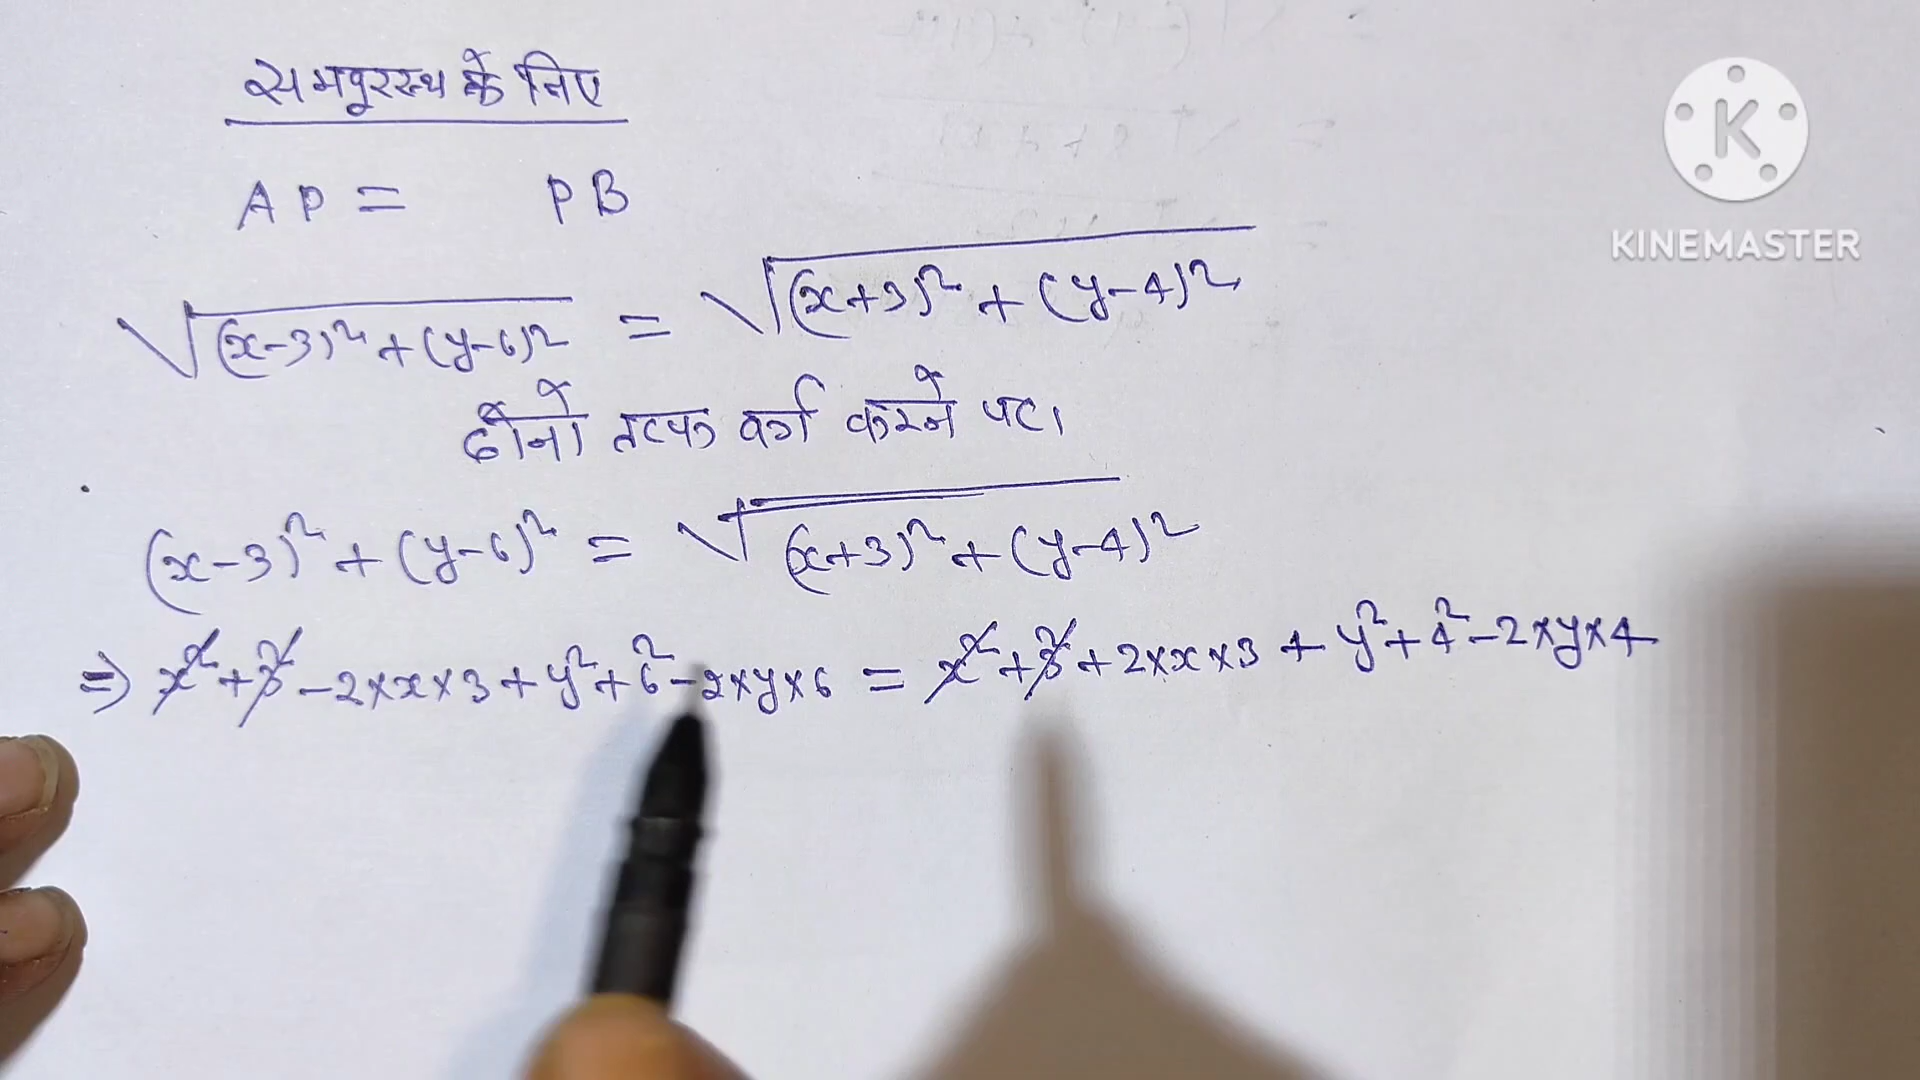 समदूरस्थ के लिए
AP = PB
√(x-3)²+(y-6)² = √(x+3)²+(y-4)²
दोनों तरफ वर्ग करने पर।
(x-3)²+(y-6)² = √(x+3)²+(y-4)²
⇒ x²+3²-2×x×3+y²+6²-2×y×6 = x²+3²+2×x×3+y²+4²-2×y×4
K
KINEMASTER